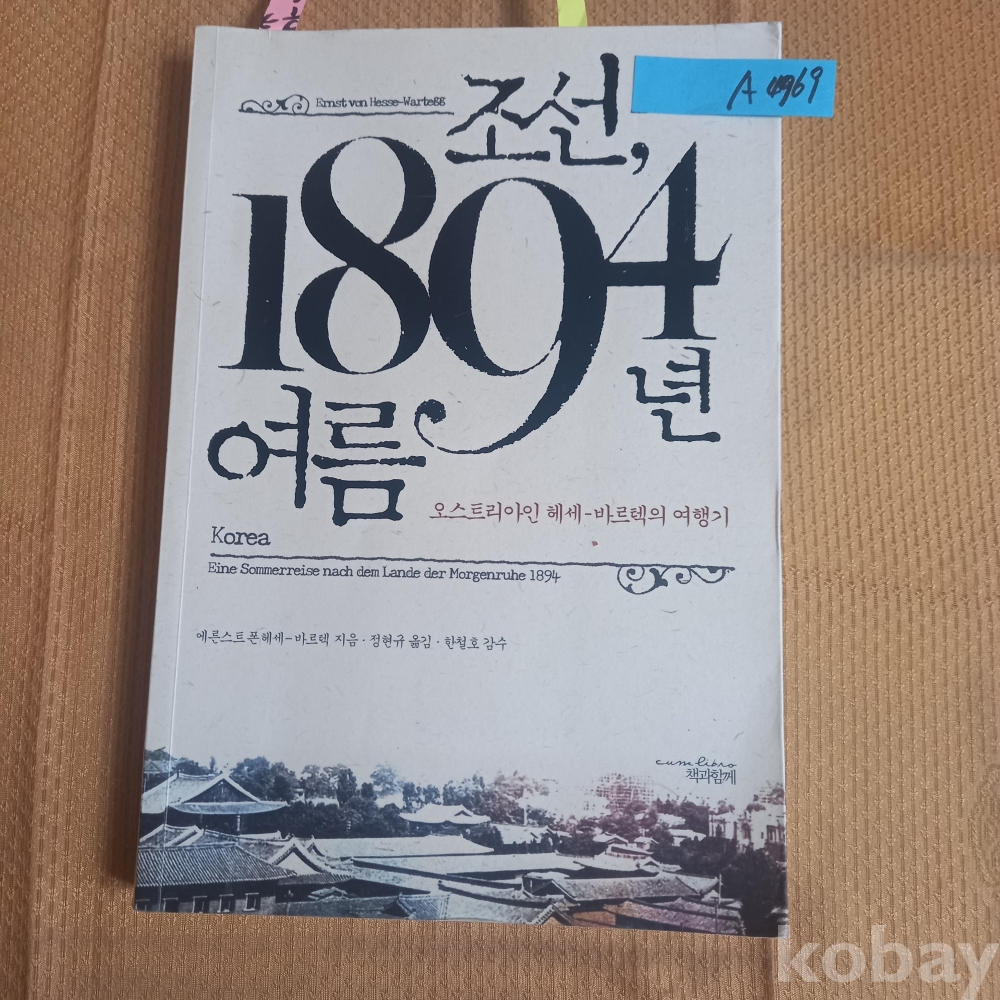 A 4969
Ernst von Hesse-Wartegg
조선,
1894
년
여름
오스트리아인 헤세-바르텍의 여행기
Korea
Eine Sommerreise nach dem Lande der Morgenruhe 1894
에른스트 폰 헤세-바르텍 지음 · 정현규 옮김 · 한철호 감수
cum libro
책과함께
kobay